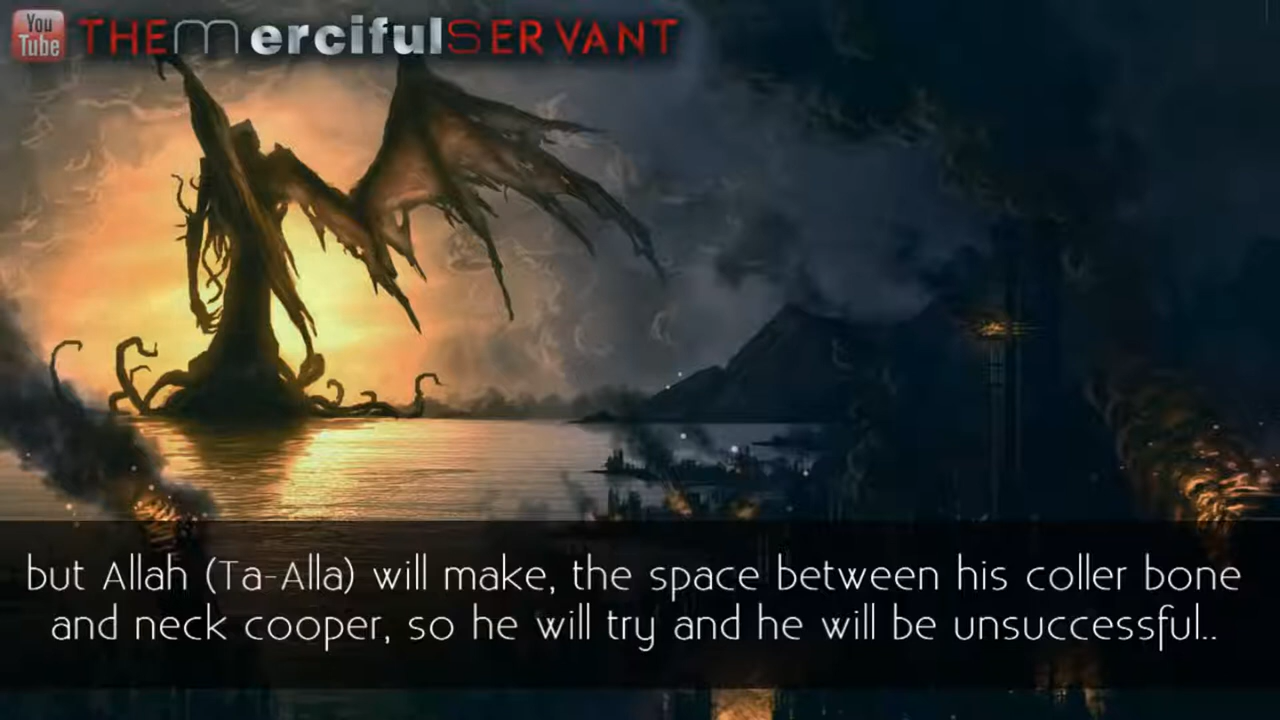 You
Tube
THEMercifulSERVANT
but Allah (Ta-Alla) will make, the space between his coller bone
and neck cooper, so he will try and he will be unsuccessful..